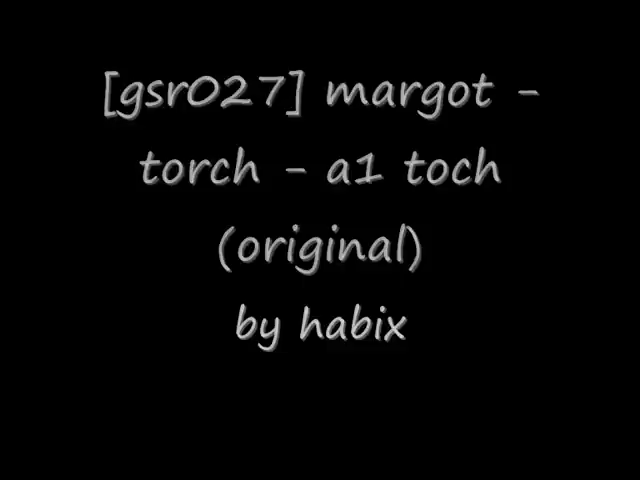 [gsr027] margot -
torch - a1 toch
(original)
by habix